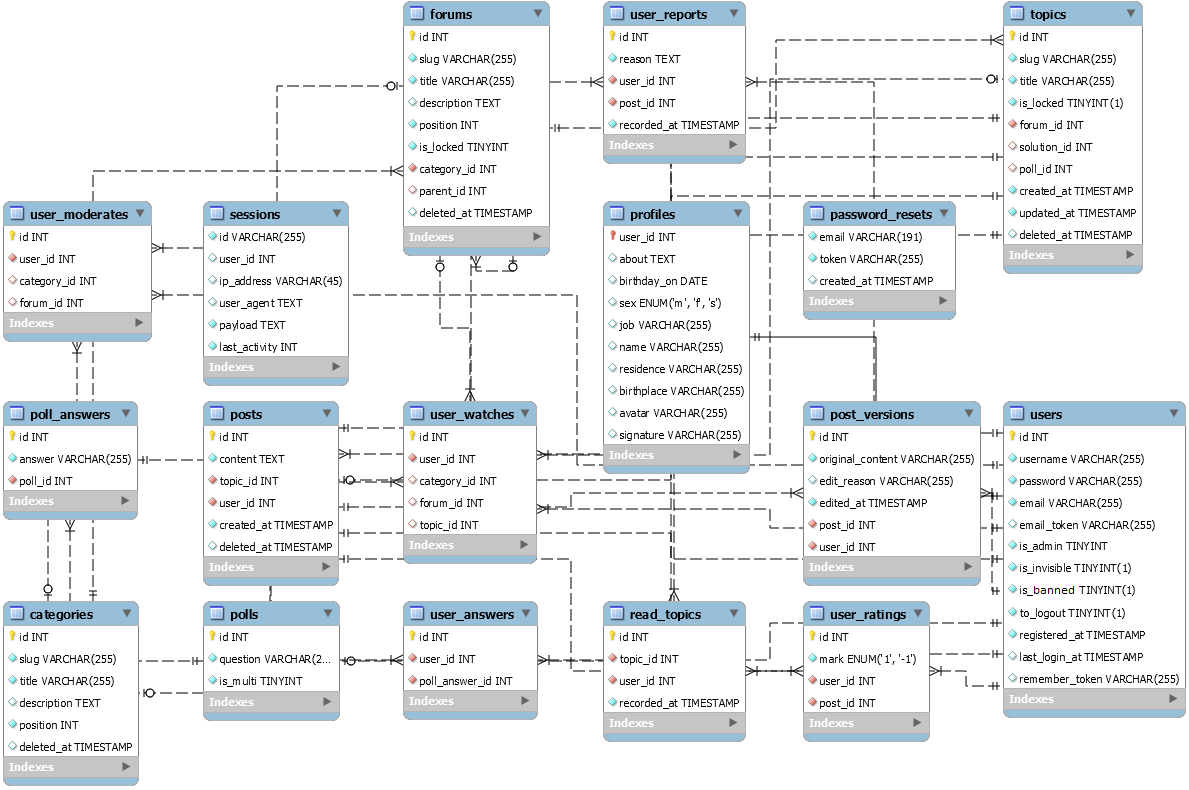 forums
id INT
slug VARCHAR(255)
title VARCHAR(255)
description TEXT
position INT
is_locked TINYINT
category_id INT
parent_id INT
deleted_at TIMESTAMP
Indexes
user_reports
id INT
reason TEXT
user_id INT
post_id INT
recorded_at TIMESTAMP
Indexes
topics
id INT
slug VARCHAR(255)
title VARCHAR(255)
is_locked TINYINT(1)
forum_id INT
solution_id INT
poll_id INT
created_at TIMESTAMP
updated_at TIMESTAMP
deleted_at TIMESTAMP
Indexes
user_moderates
id INT
user_id INT
category_id INT
forum_id INT
Indexes
sessions
id VARCHAR(255)
user_id INT
ip_address VARCHAR(45)
user_agent TEXT
payload TEXT
last_activity INT
Indexes
profiles
user_id INT
about TEXT
birthday_on DATE
sex ENUM('m', 'f', 's')
job VARCHAR(255)
name VARCHAR(255)
residence VARCHAR(255)
birthplace VARCHAR(255)
avatar VARCHAR(255)
signature VARCHAR(255)
Indexes
password_resets
email VARCHAR(191)
token VARCHAR(255)
created_at TIMESTAMP
Indexes
poll_answers
id INT
answer VARCHAR(255)
poll_id INT
Indexes
posts
id INT
content TEXT
topic_id INT
user_id INT
created_at TIMESTAMP
deleted_at TIMESTAMP
Indexes
user_watches
id INT
user_id INT
category_id INT
forum_id INT
topic_id INT
Indexes
post_versions
id INT
original_content VARCHAR(255)
edit_reason VARCHAR(255)
edited_at TIMESTAMP
post_id INT
user_id INT
Indexes
users
id INT
username VARCHAR(255)
password VARCHAR(255)
email VARCHAR(255)
email_token VARCHAR(255)
is_admin TINYINT
is_invisible TINYINT(1)
is_banned TINYINT(1)
to_logout TINYINT(1)
registered_at TIMESTAMP
last_login_at TIMESTAMP
remember_token VARCHAR(255)
Indexes
categories
id INT
slug VARCHAR(255)
title VARCHAR(255)
description TEXT
position INT
deleted_at TIMESTAMP
Indexes
polls
id INT
question VARCHAR(2...
is_multi TINYINT
Indexes
user_answers
id INT
user_id INT
poll_answer_id INT
Indexes
read_topics
id INT
topic_id INT
user_id INT
recorded_at TIMESTAMP
Indexes
user_ratings
id INT
mark ENUM('1', '-1')
user_id INT
post_id INT
Indexes